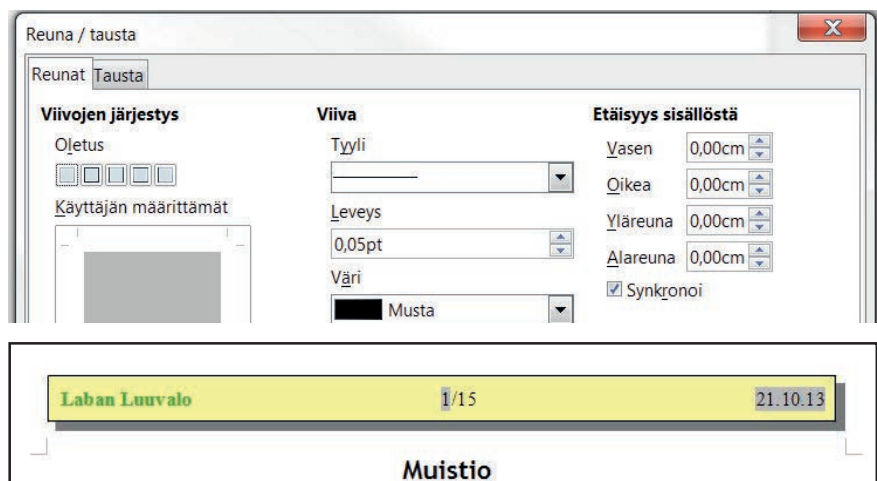 Reuna / tausta
X
Reunat Tausta
Viivojen järjestys
Oletus
Käyttäjän määrittämät
Viiva
Tyyli
Leveys
0,05pt
Väri
Musta
Etäisyys sisällöstä
Vasen 0,00cm
Oikea 0,00cm
Yläreuna 0,00cm
Alareuna 0,00cm
Synkronoi
Laban Luuvalo 1/15 21.10.13
Muistio